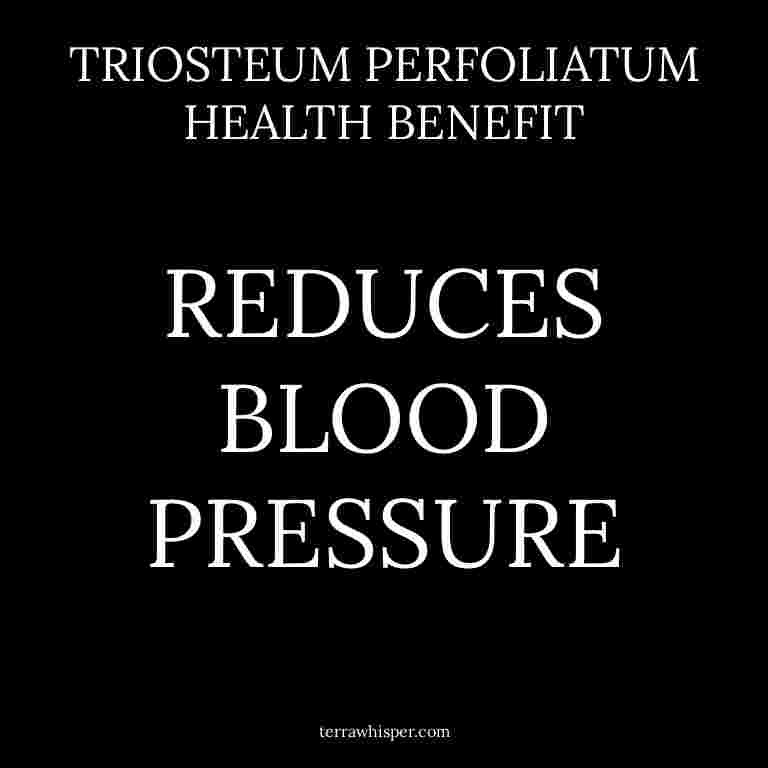 TRIOSTEUM PERFOLIATUM
HEALTH BENEFIT
REDUCES
BLOOD
PRESSURE
terrawhisper.com